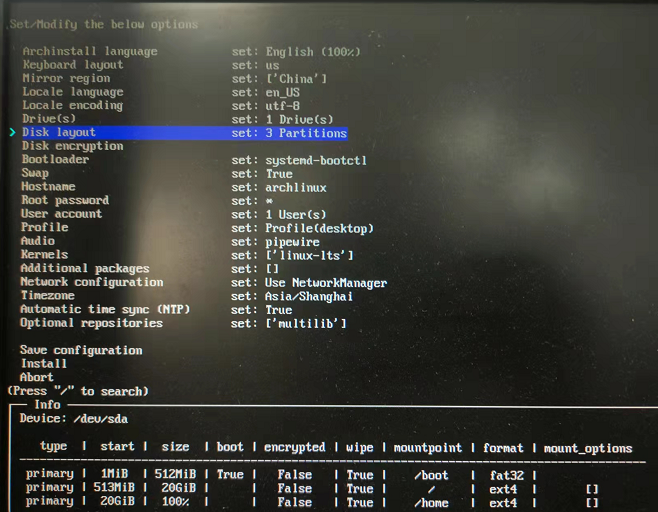 Set/Modify the below options
Archinstall language set: English (100%)
Keyboard layout set: us
Mirror region set: ['China']
Locale language set: en_US
Locale encoding set: utf-8
Drive(s) set: 1 Drive(s)
> Disk layout set: 3 Partitions
Disk encryption
Bootloader set: systemd-bootctl
Swap set: True
Hostname set: archlinux
Root password set: *
User account set: 1 User(s)
Profile set: Profile(desktop)
Audio set: pipewire
Kernels set: ['linux-lts']
Additional packages set: []
Network configuration set: Use NetworkManager
Timezone set: Asia/Shanghai
Automatic time sync (NTP) set: True
Optional repositories set: ['multilib']
Save configuration
Install
Abort
(Press "/" to search)
Info
Device: /dev/sda
type | start | size | boot | encrypted | wipe | mountpoint | format | mount_options
primary | 1MiB | 512MiB | True | False | True | /boot | fat32 |
primary | 513MiB | 20GiB | | False | True | / | ext4 | []
primary | 20GiB | 100% | | False | True | /home | ext4 | []